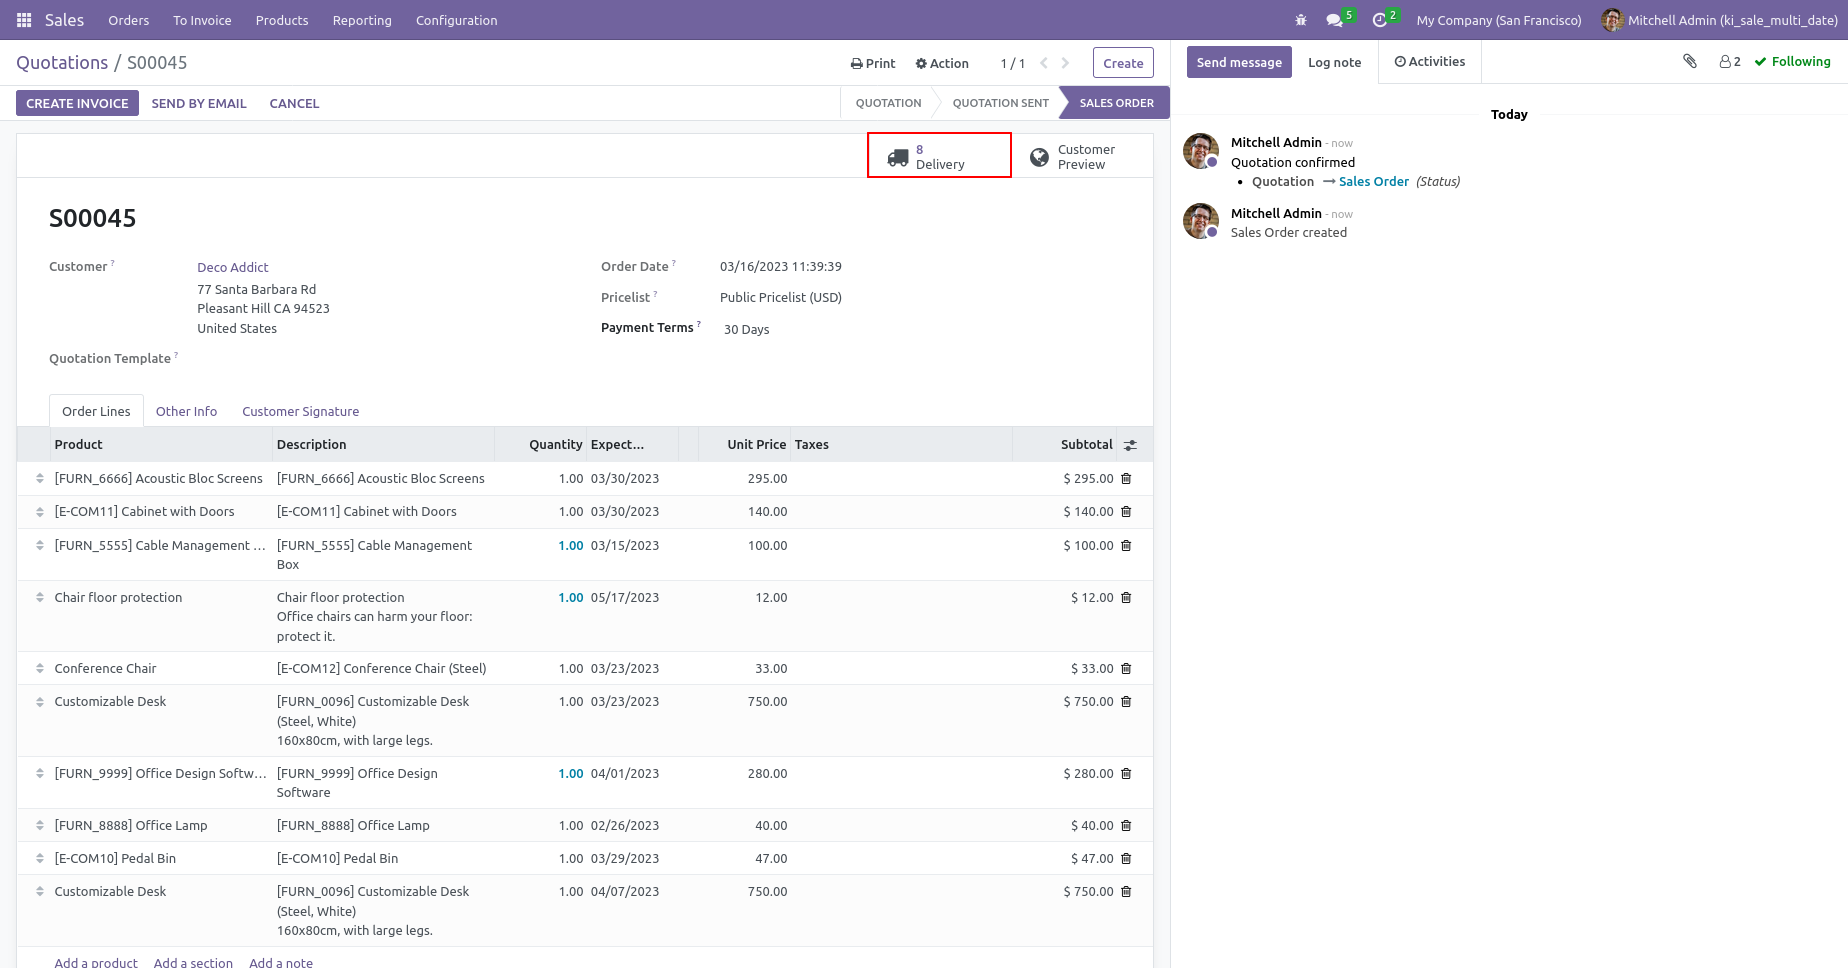 Sales Orders To Invoice Products Reporting Configuration 5 2 My Company (San Francisco) Mitchell Admin (ki_sale_multi_date)
Quotations / S00045 Print Action 1 / 1 Create
CREATE INVOICE SEND BY EMAIL CANCEL QUOTATION QUOTATION SENT SALES ORDER
8
Delivery
Customer
Preview
S00045
Customer ? Deco Addict
77 Santa Barbara Rd
Pleasant Hill CA 94523
United States
Quotation Template ?
Order Date ? 03/16/2023 11:39:39
Pricelist ? Public Pricelist (USD)
Payment Terms ? 30 Days
Order Lines Other Info Customer Signature
Product Description Quantity Expect... Unit Price Taxes Subtotal
[FURN_6666] Acoustic Bloc Screens [FURN_6666] Acoustic Bloc Screens 1.00 03/30/2023 295.00 $ 295.00
[E-COM11] Cabinet with Doors [E-COM11] Cabinet with Doors 1.00 03/30/2023 140.00 $ 140.00
[FURN_5555] Cable Management ... [FURN_5555] Cable Management 1.00 03/15/2023 100.00 $ 100.00
Box
Chair floor protection Chair floor protection 1.00 05/17/2023 12.00 $ 12.00
Office chairs can harm your floor:
protect it.
Conference Chair [E-COM12] Conference Chair (Steel) 1.00 03/23/2023 33.00 $ 33.00
Customizable Desk [FURN_0096] Customizable Desk 1.00 03/23/2023 750.00 $ 750.00
(Steel, White)
160x80cm, with large legs.
[FURN_9999] Office Design Softw... [FURN_9999] Office Design 1.00 04/01/2023 280.00 $ 280.00
Software
[FURN_8888] Office Lamp [FURN_8888] Office Lamp 1.00 02/26/2023 40.00 $ 40.00
[E-COM10] Pedal Bin [E-COM10] Pedal Bin 1.00 03/29/2023 47.00 $ 47.00
Customizable Desk [FURN_0096] Customizable Desk 1.00 04/07/2023 750.00 $ 750.00
(Steel, White)
160x80cm, with large legs.
Add a product Add a section Add a note
Send message Log note Activities 2 Following
Today
Mitchell Admin - now
Quotation confirmed
• Quotation → Sales Order (Status)
Mitchell Admin - now
Sales Order created